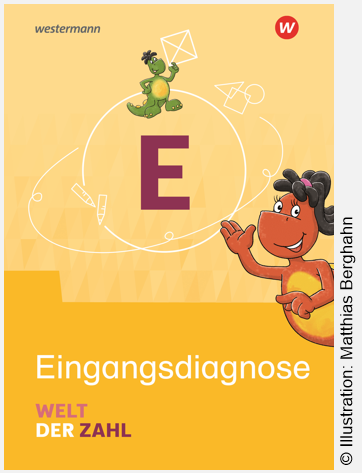 westermann
W
E
Eingangsdiagnose
WELT
DER ZAHL
© Illustration: Matthias Berghahn